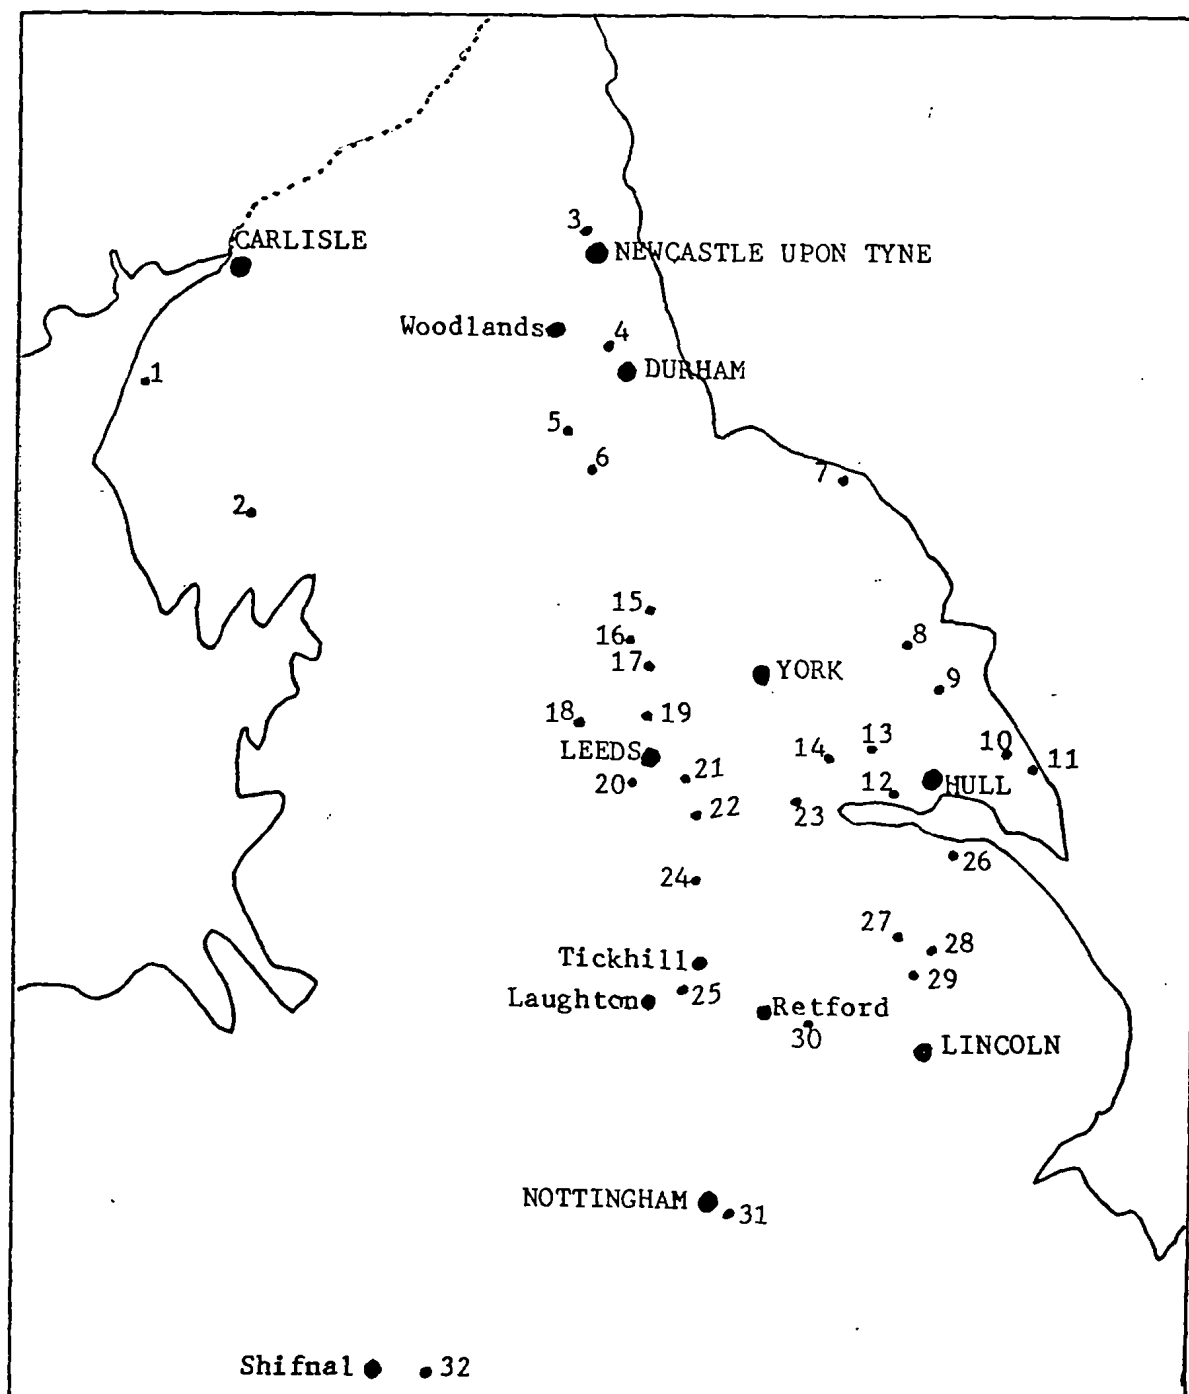 3
CARLISLE
NEWCASTLE UPON TYNE
Woodlands
4
DURHAM
1
5
6
7
2
15
16
8
17
YORK
9
18
19
LEEDS
14
13
10
11
20
21
12
HULL
22
23
26
24
27
28
Tickhill
29
Laughton
25
Retford
30
LINCOLN
NOTTINGHAM
31
Shifnal
32